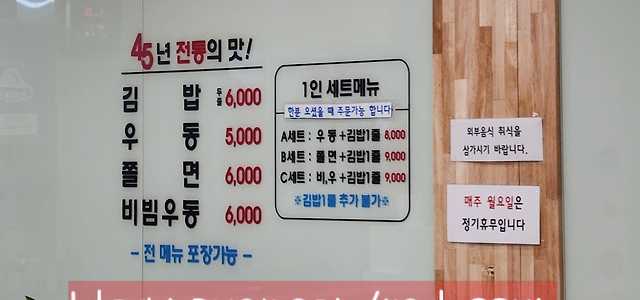 45년 전통의 맛!
김 밥 두줄 6,000
우 동 5,000
쫄 면 6,000
비빔우동 6,000
- 전 메뉴 포장가능 -
1인 세트메뉴
한분 오셨을 때 주문가능 합니다
A세트 : 우 동 + 김밥1줄 8,000
B세트 : 쫄 면 + 김밥1줄 9,000
C세트 : 비,우 + 김밥1줄 9,000
※김밥1줄 추가 불가※
외부음식 취식을
삼가시기 바랍니다.
매주 월요일은
정기휴무입니다